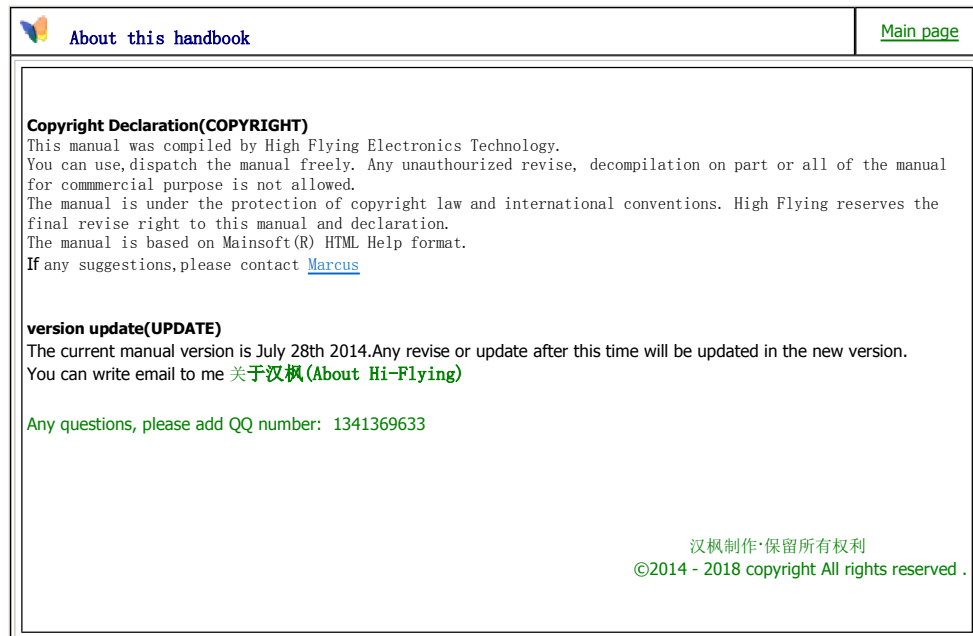 About this handbook
Main page
Copyright Declaration(COPYRIGHT)
This manual was compiled by High Flying Electronics Technology.
You can use,dispatch the manual freely. Any unauthourized revise, decompilation on part or all of the manual
for commmercial purpose is not allowed.
The manual is under the protection of copyright law and international conventions. High Flying reserves the
final revise right to this manual and declaration.
The manual is based on Mainsoft(R) HTML Help format.
If any suggestions,please contact Marcus
version update(UPDATE)
The current manual version is July 28th 2014.Any revise or update after this time will be updated in the new version.
You can write email to me 关于汉枫(About Hi-Flying)
Any questions, please add QQ number: 1341369633
汉枫制作·保留所有权利
©2014 - 2018 copyright All rights reserved .